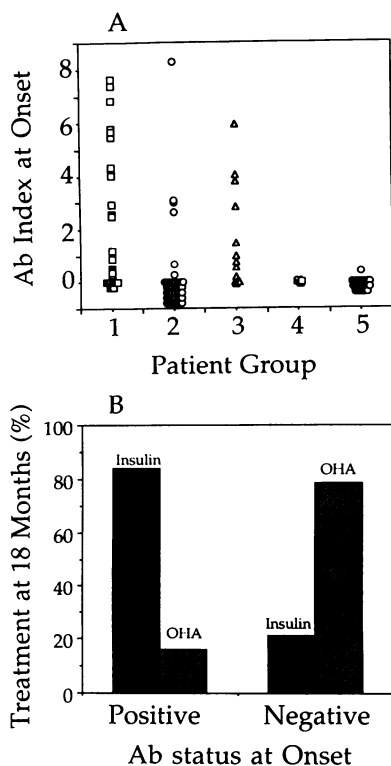 A
Ab Index at Onset
8
6
4
2
0
1 2 3 4 5
Patient Group
B
Treatment at 18 Months (%)
100
80
60
40
20
0
Insulin
OHA
Insulin
OHA
Positive Negative
Ab status at Onset